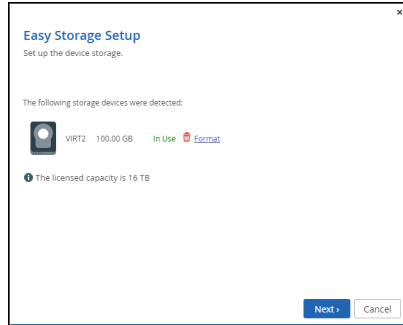 ×
Easy Storage Setup
Set up the device storage.
The following storage devices were detected:
VIRT2 100.00 GB In Use Format
The licensed capacity is 16 TB
Next › Cancel